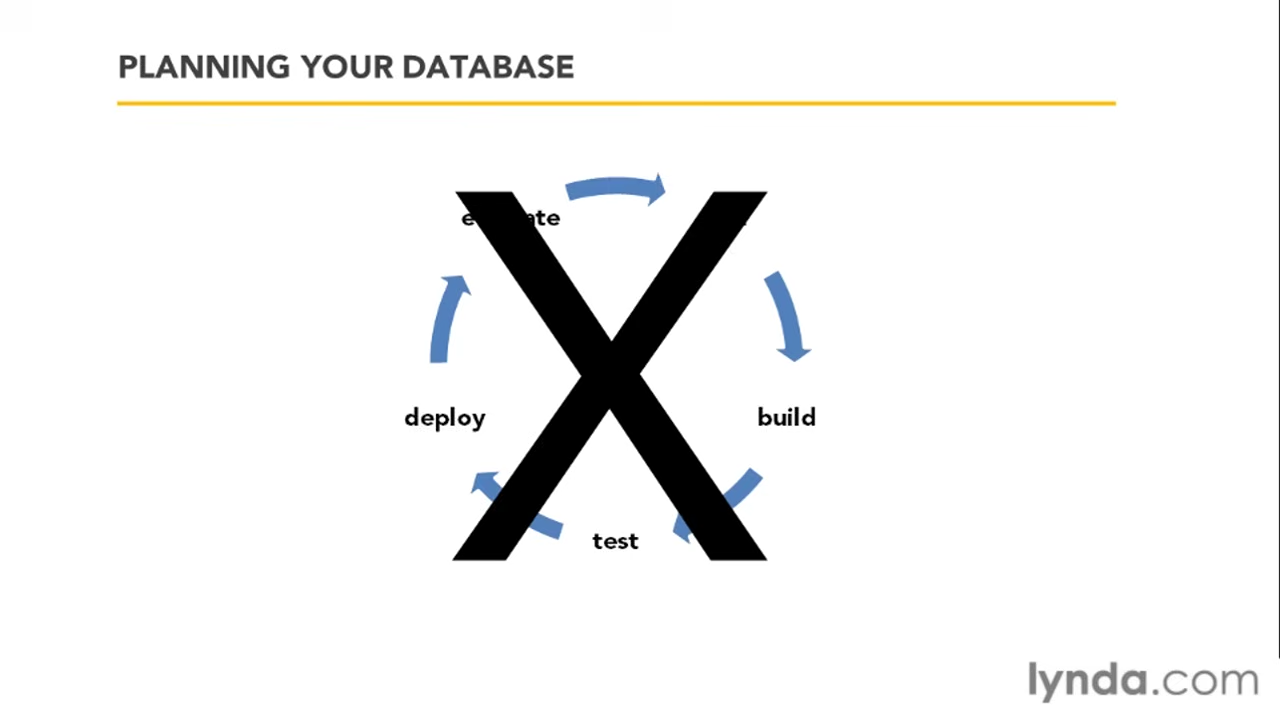 PLANNING YOUR DATABASE
deploy
build
test
lynda.com